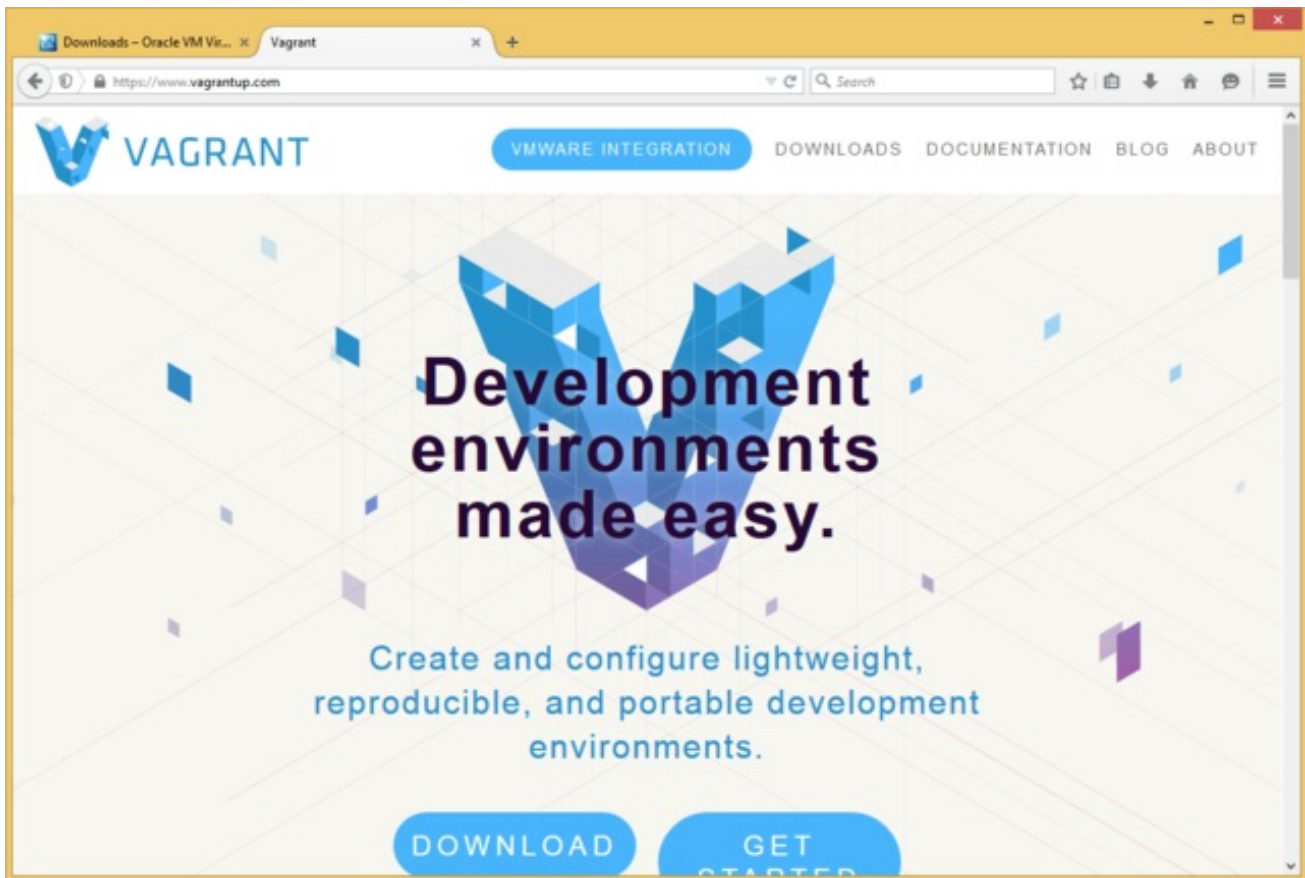 Downloads – Oracle VM Vir...
Vagrant
https://www.vagrantup.com
Search
VAGRANT
VMWARE INTEGRATION
DOWNLOADS
DOCUMENTATION
BLOG
ABOUT
Development
environments
made easy.
Create and configure lightweight,
reproducible, and portable development
environments.
DOWNLOAD
GET
STARTED